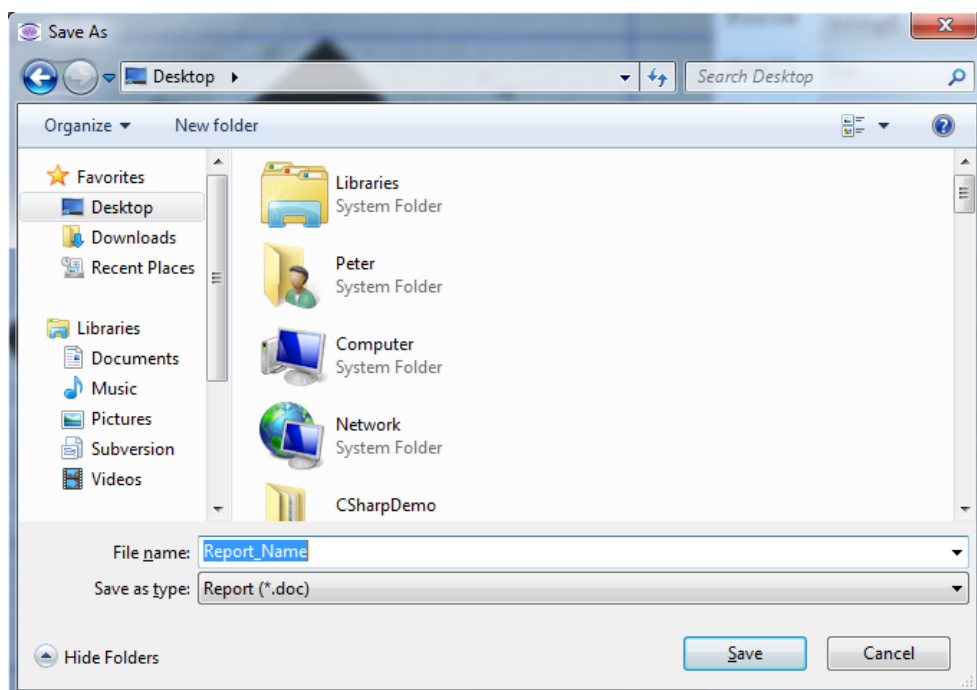 Save As
Desktop
Search Desktop
Organize
New folder
Favorites
Desktop
Downloads
Recent Places
Libraries
Documents
Music
Pictures
Subversion
Videos
Libraries
System Folder
Peter
System Folder
Computer
System Folder
Network
System Folder
CSharpDemo
File name: Report_Name
Save as type: Report (*.doc)
Hide Folders
Save
Cancel